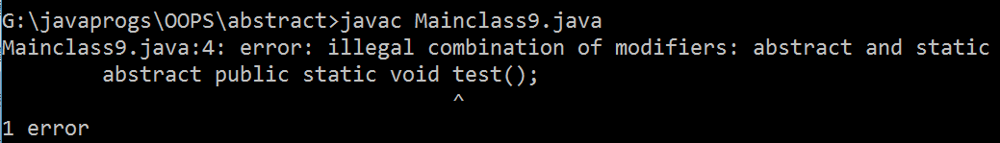 G:\javaprogs\OOPS\abstract>javac Mainclass9.java
Mainclass9.java:4: error: illegal combination of modifiers: abstract and static
        abstract public static void test();
                                    ^
1 error